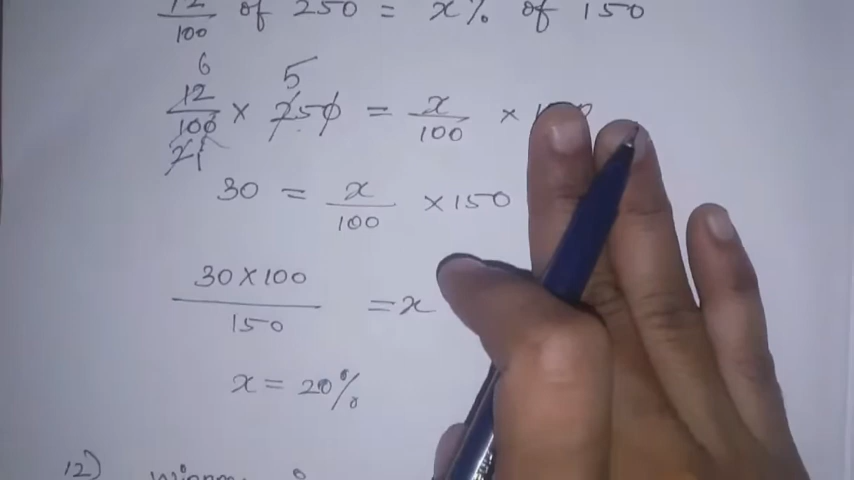 12/100 of 250 = x% of 150
6 5
12/100 × 250 = x/100 ×
21
30 = x/100 × 150
30×100/150 = x
x = 20%
12)